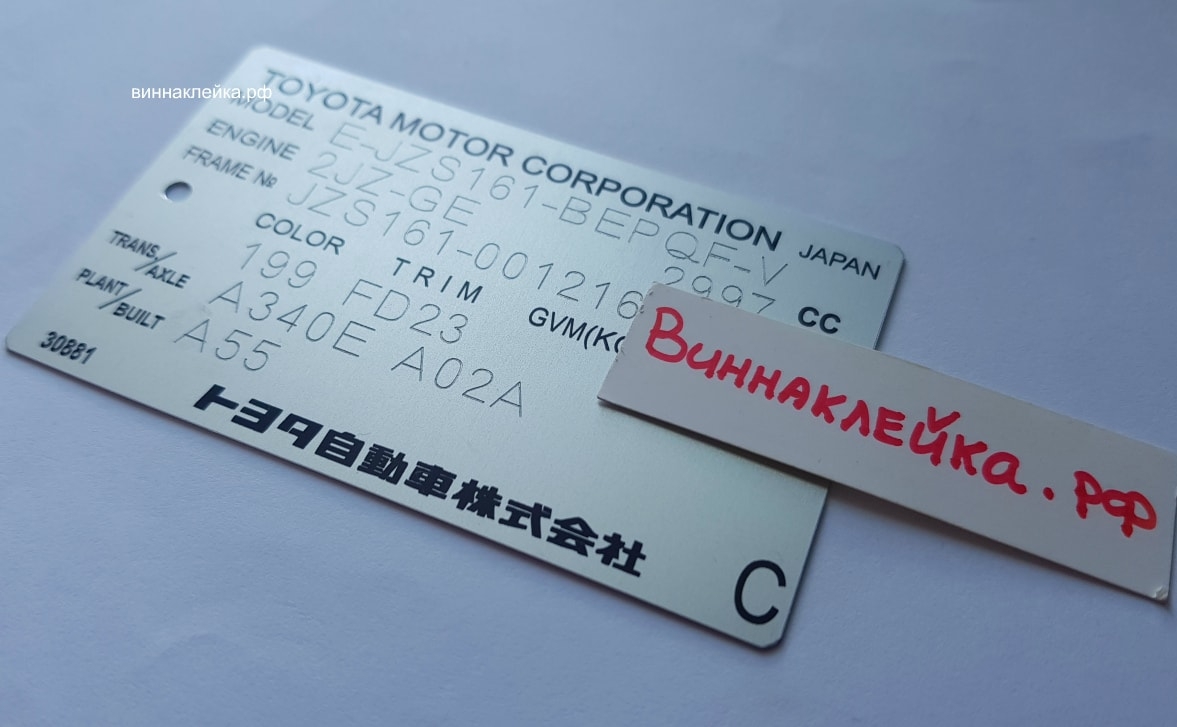 виннаклейка.рф
TOYOTA MOTOR CORPORATION JAPAN
MODEL E-JZS161-BEPQF-V
ENGINE 2JZ-GE 2997 CC
FRAME № JZS161-001216
COLOR TRIM GVM(KG
199 FD23
TRANS/AXLE A340E A02A
PLANT/BUILT A55
30881
トヨタ自動車株式会社
C
Виннаклейка.рф